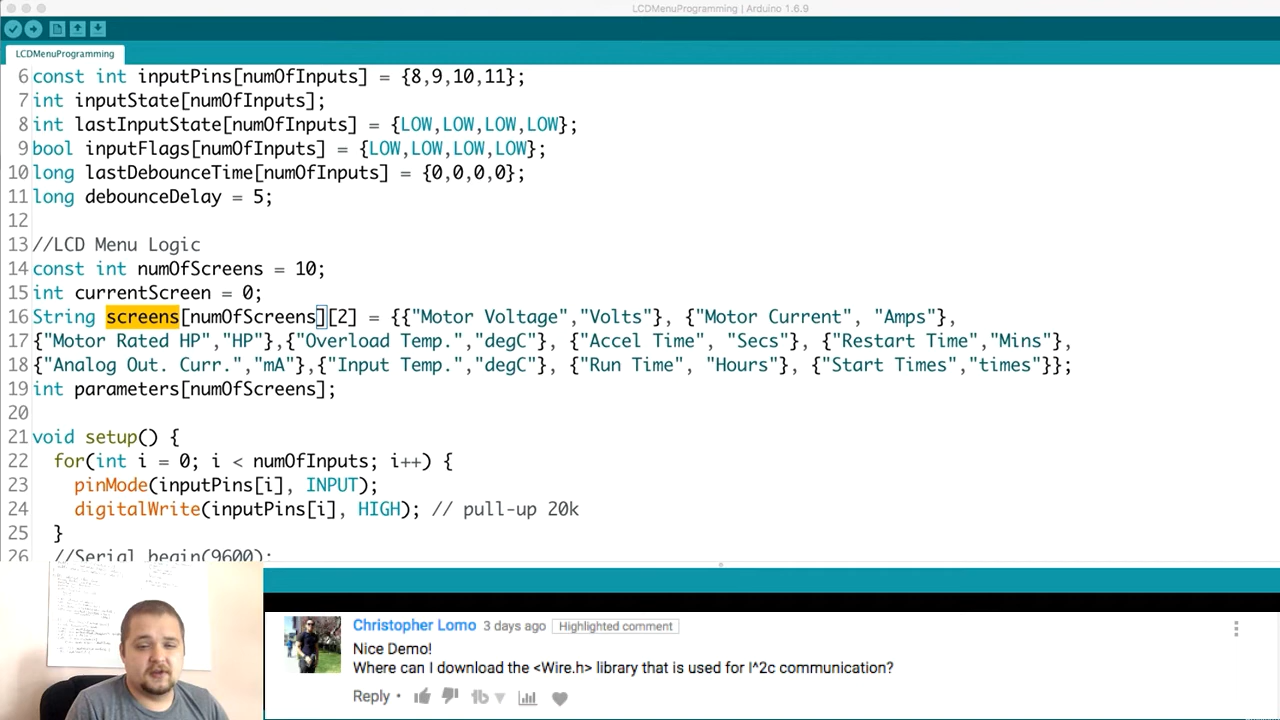 LCDMenuProgramming | Arduino 1.6.9
LCDMenuProgramming
6 const int inputPins[numOfInputs] = {8,9,10,11};
7 int inputState[numOfInputs];
8 int lastInputState[numOfInputs] = {LOW,LOW,LOW,LOW};
9 bool inputFlags[numOfInputs] = {LOW,LOW,LOW,LOW};
10 long lastDebounceTime[numOfInputs] = {0,0,0,0};
11 long debounceDelay = 5;
12
13 //LCD Menu Logic
14 const int numOfScreens = 10;
15 int currentScreen = 0;
16 String screens[numOfScreens][2] = {{"Motor Voltage","Volts"}, {"Motor Current", "Amps"},
17 {"Motor Rated HP","HP"},{"Overload Temp.","degC"}, {"Accel Time", "Secs"}, {"Restart Time","Mins"},
18 {"Analog Out. Curr.","mA"},{"Input Temp.","degC"}, {"Run Time", "Hours"}, {"Start Times","times"}};
19 int parameters[numOfScreens];
20
21 void setup() {
22 for(int i = 0; i < numOfInputs; i++) {
23 pinMode(inputPins[i], INPUT);
24 digitalWrite(inputPins[i], HIGH); // pull-up 20k
25 }
26 //Serial begin(9600);
Christopher Lomo 3 days ago Highlighted comment
Nice Demo!
Where can I download the <Wire.h> library that is used for I^2c communication?
Reply